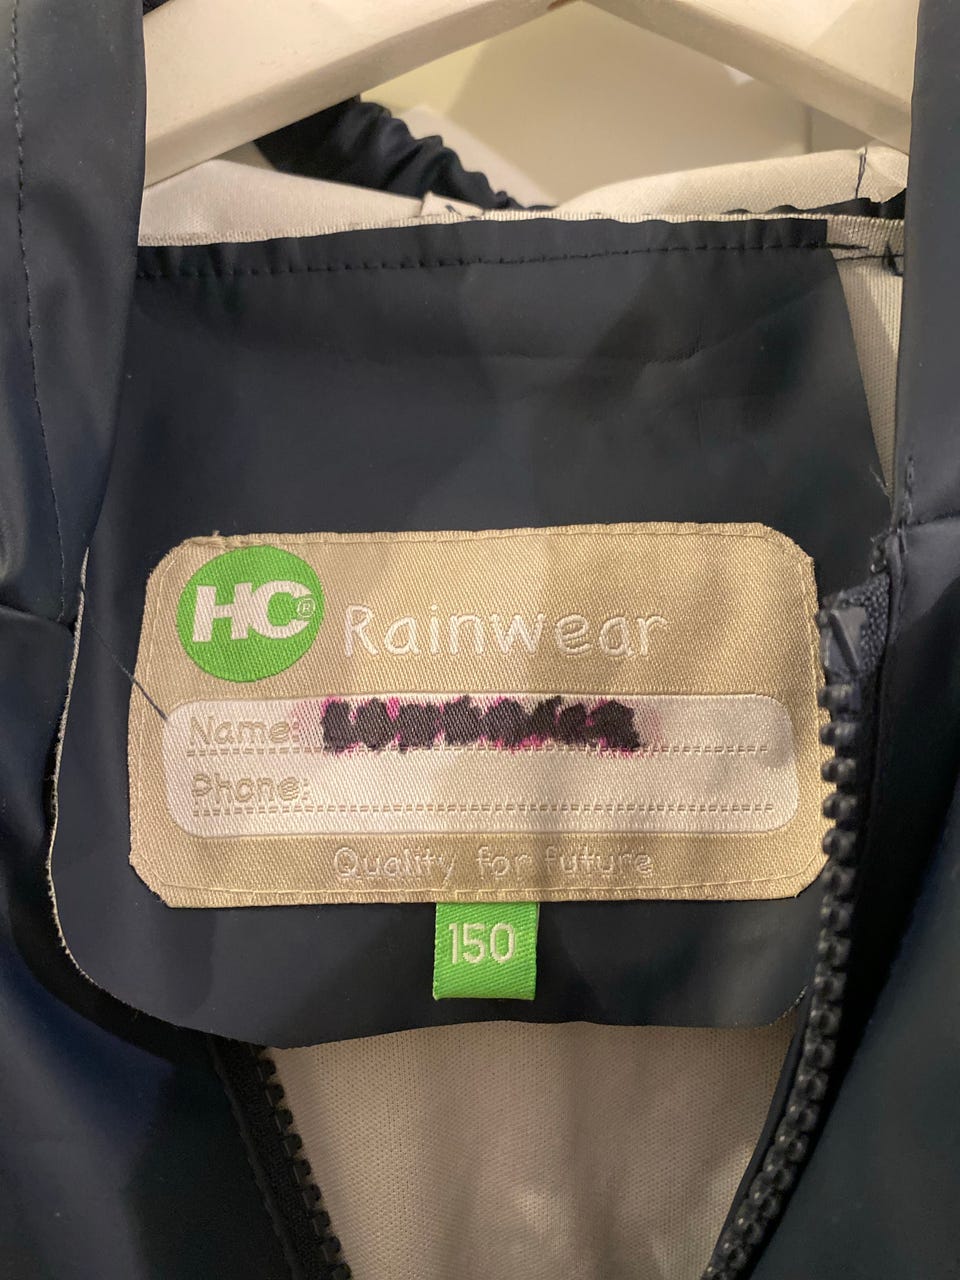 HC® Rainwear
Name:
Phone:
Quality for future
150